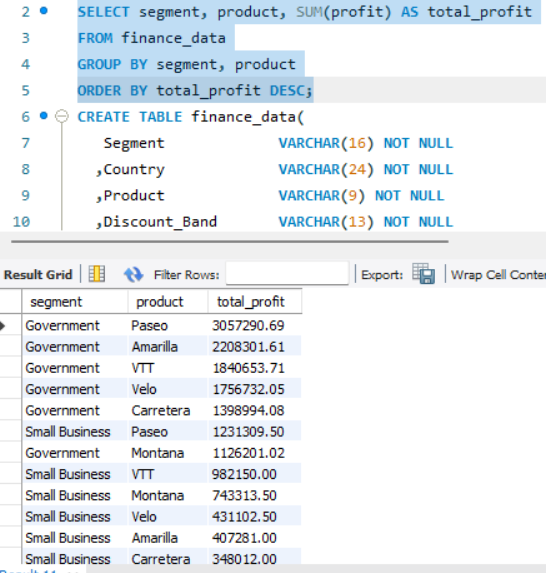 2 SELECT segment, product, SUM(profit) AS total_profit
3 FROM finance_data
4 GROUP BY segment, product
5 ORDER BY total_profit DESC;
6 CREATE TABLE finance_data(
7 Segment VARCHAR(16) NOT NULL
8 ,Country VARCHAR(24) NOT NULL
9 ,Product VARCHAR(9) NOT NULL
10 ,Discount_Band VARCHAR(13) NOT NULL
Result Grid Filter Rows: Export: Wrap Cell Conter
segment product total_profit
Government Paseo 3057290.69
Government Amarilla 2208301.61
Government VTT 1840653.71
Government Velo 1756732.05
Government Carretera 1398994.08
Small Business Paseo 1231309.50
Government Montana 1126201.02
Small Business VTT 982150.00
Small Business Montana 743313.50
Small Business Velo 431102.50
Small Business Amarilla 407281.00
Small Business Carretera 348012.00